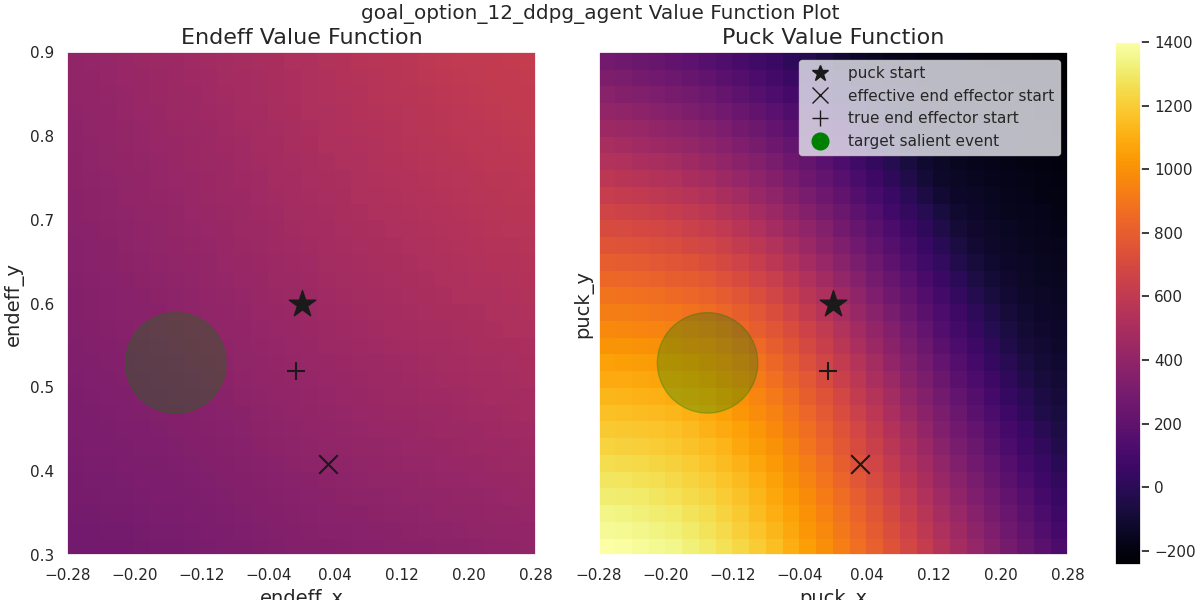 goal_option_12_ddpg_agent Value Function Plot
Endeff Value Function
Puck Value Function
endeff_y
0.9
0.8
0.7
0.6
0.5
0.4
0.3
−0.28 −0.20 −0.12 −0.04 0.04 0.12 0.20 0.28
endeff_x
puck_y
puck start
effective end effector start
true end effector start
target salient event
−0.28 −0.20 −0.12 −0.04 0.04 0.12 0.20 0.28
puck_x
1400
1200
1000
800
600
400
200
0
−200